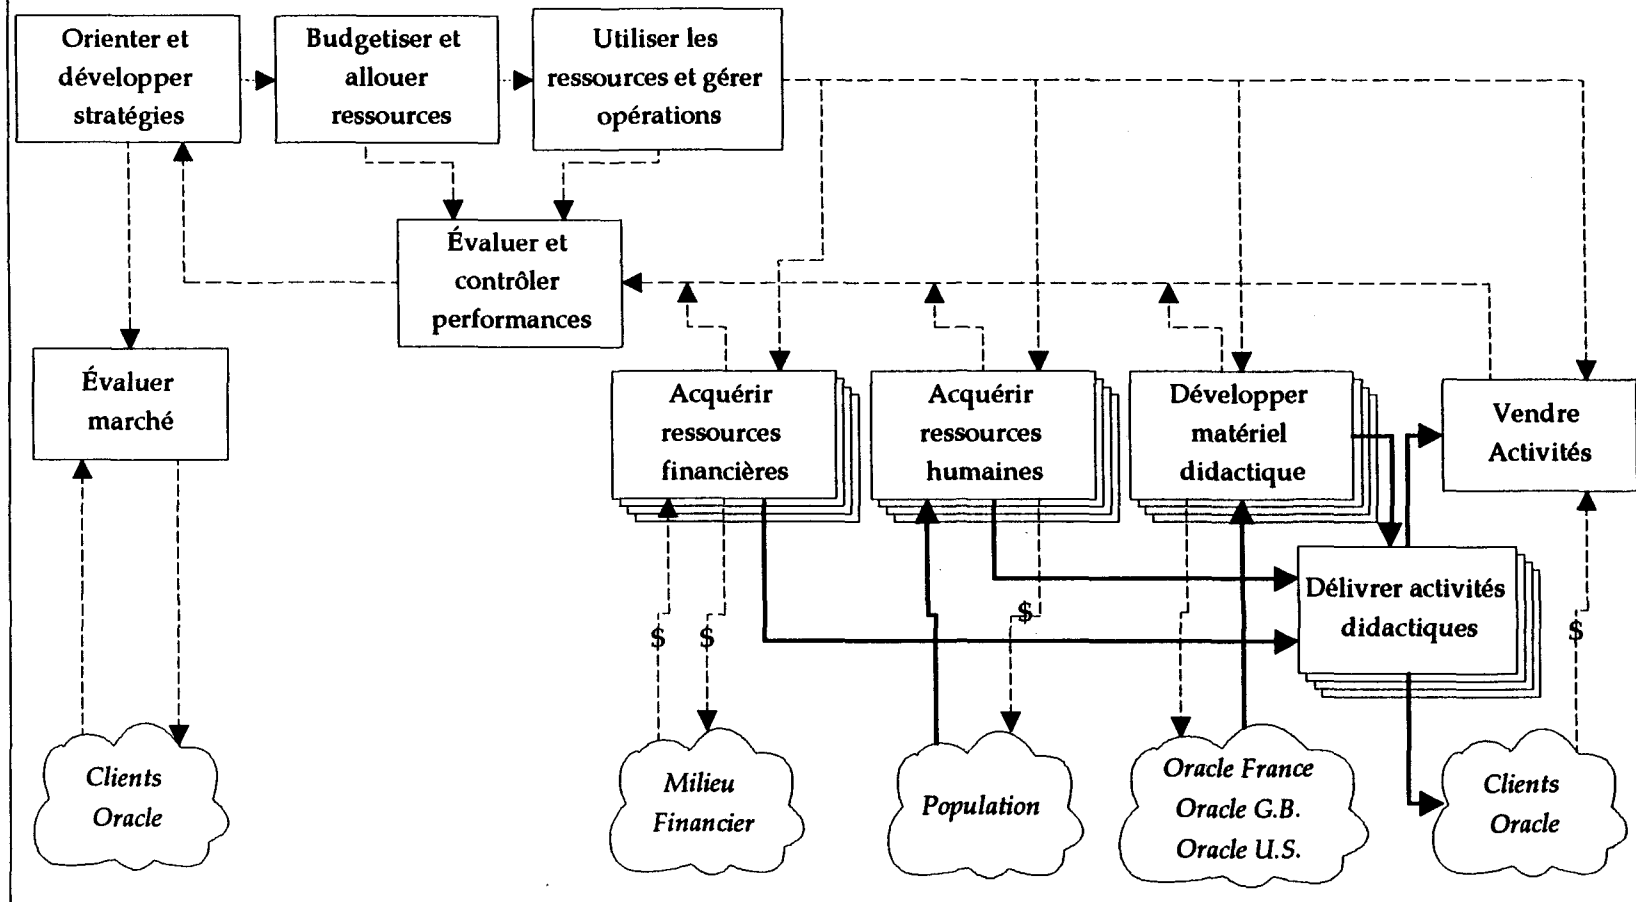 Orienter et
développer
stratégies
Budgetiser et
allouer
ressources
Utiliser les
ressources et gérer
opérations
Évaluer et
contrôler
performances
Évaluer
marché
Acquérir
ressources
financières
Acquérir
ressources
humaines
Développer
matériel
didactique
Vendre
Activités
Délivrer activités
didactiques
$
$
$
$
Clients
Oracle
Milieu
Financier
Population
Oracle France
Oracle G.B.
Oracle U.S.
Clients
Oracle